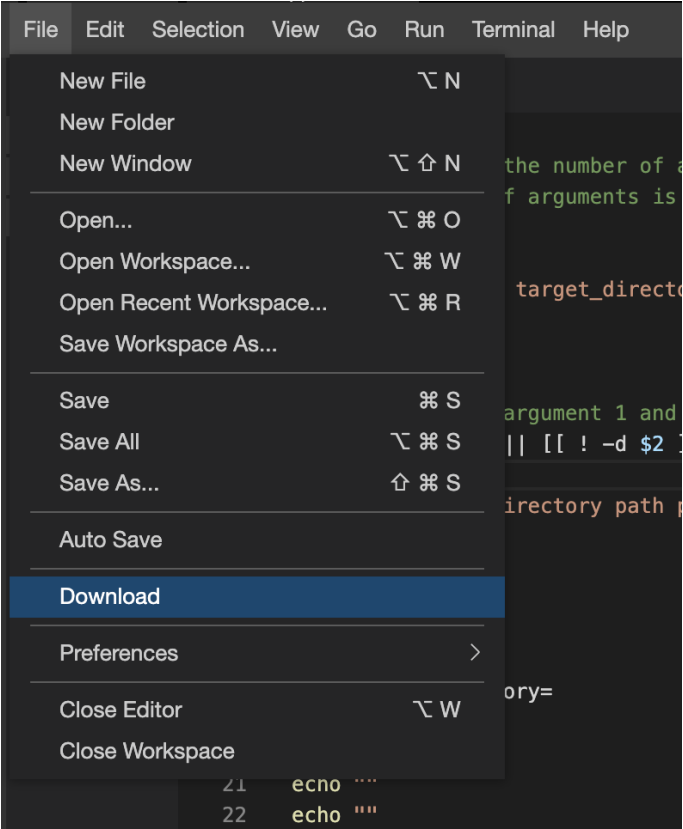 File Edit Selection View Go Run Terminal Help
New File ⌥ N
New Folder
New Window ⌥ ⇧ N
Open... ⌥ ⌘ O
Open Workspace... ⌥ ⌘ W
Open Recent Workspace... ⌥ ⌘ R
Save Workspace As...
Save ⌘ S
Save All ⌥ ⌘ S
Save As... ⇧ ⌘ S
Auto Save
Download
Preferences >
Close Editor ⌥ W
Close Workspace
the number of
f arguments is
target_directo
argument 1 and
|| [[ ! -d $2
irectory path
ory=
21 echo ""
22 echo ""